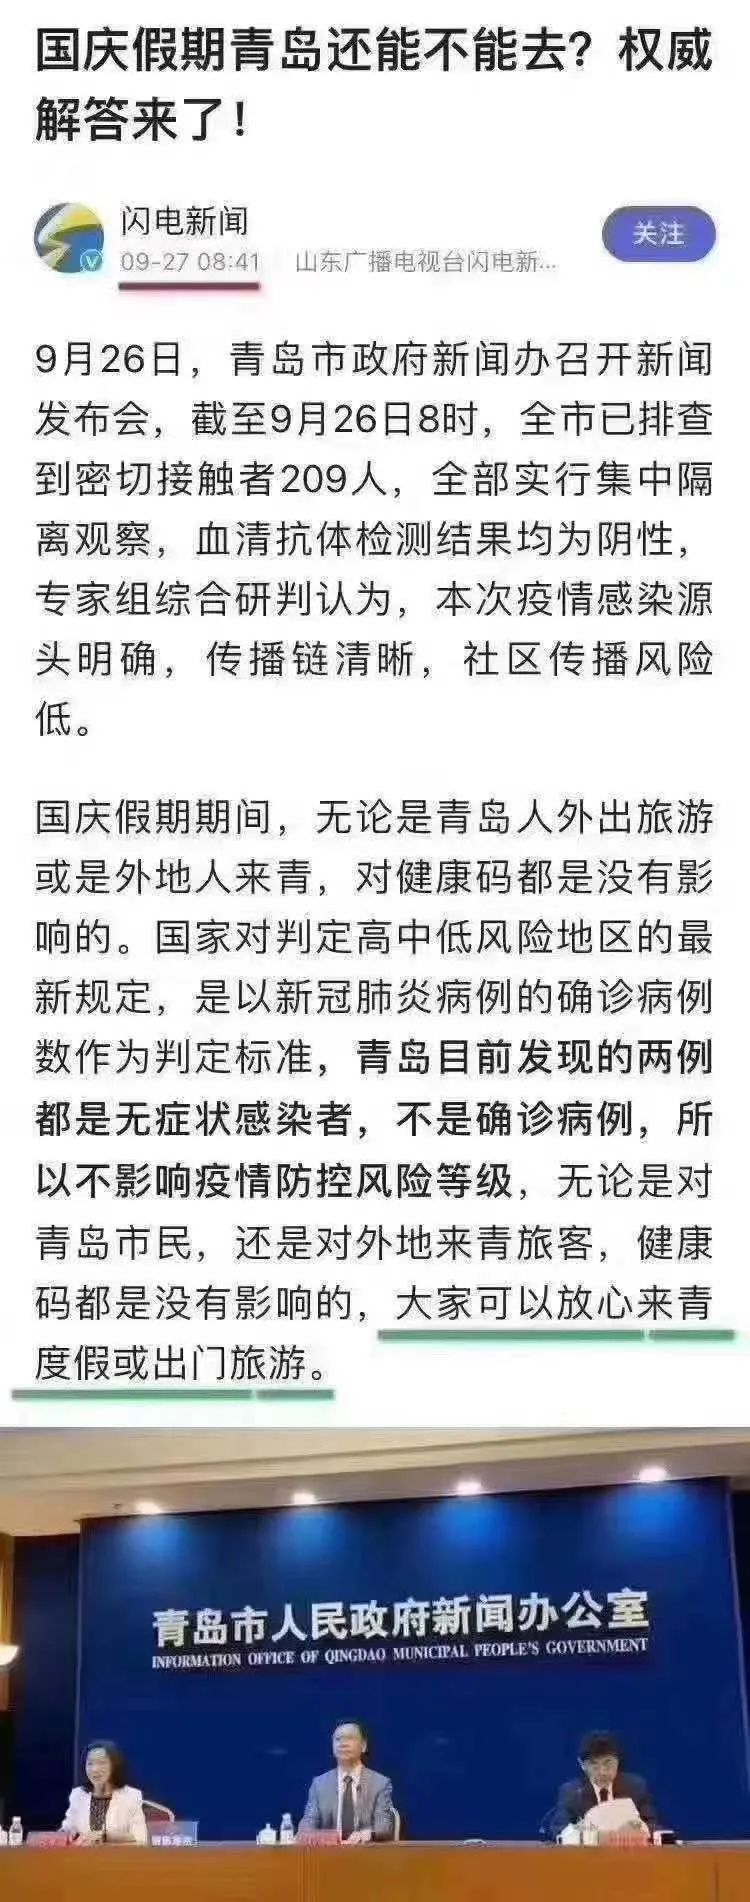 国庆假期青岛还能不能去？权威
解答来了！
闪电新闻
关注
09-27 08:41 山东广播电视台闪电新...
9月26日，青岛市政府新闻办召开新闻
发布会，截至9月26日8时，全市已排查
到密切接触者209人，全部实行集中隔
离观察，血清抗体检测结果均为阴性，
专家组综合研判认为，本次疫情感染源
头明确，传播链清晰，社区传播风险
低。
国庆假期期间，无论是青岛人外出旅游
或是外地人来青，对健康码都是没有影
响的。国家对判定高中低风险地区的最
新规定，是以新冠肺炎病例的确诊病例
数作为判定标准，青岛目前发现的两例
都是无症状感染者，不是确诊病例，所
以不影响疫情防控风险等级，无论是对
青岛市民，还是对外地来青旅客，健康
码都是没有影响的，大家可以放心来青
度假或出门旅游。
青岛市人民政府新闻办公室
INFORMATION OFFICE OF QINGDAO MUNICIPAL PEOPLE'S GOVERNMENT